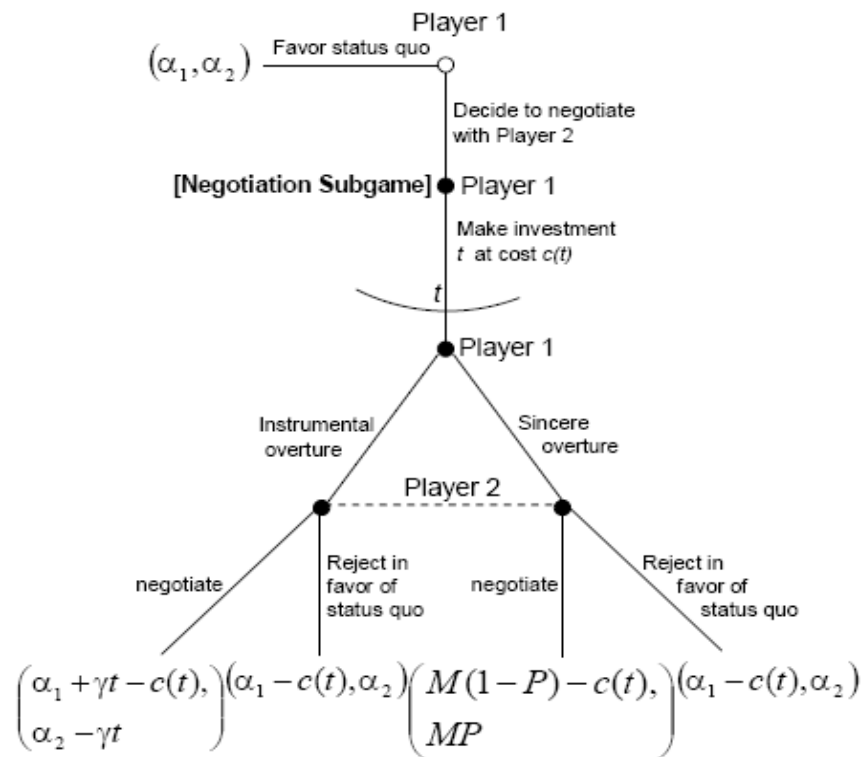 Player 1
Favor status quo
(α₁, α₂)
Decide to negotiate
with Player 2
[Negotiation Subgame]
Player 1
Make investment
t at cost c(t)
t
Player 1
Instrumental
overture
Sincere
overture
Player 2
negotiate
Reject in
favor of
status quo
negotiate
Reject in
favor of
status quo
(α₁ + γt − c(t),
α₂ − γt)
(α₁ − c(t), α₂)
(M(1 − P) − c(t),
MP)
(α₁ − c(t), α₂)